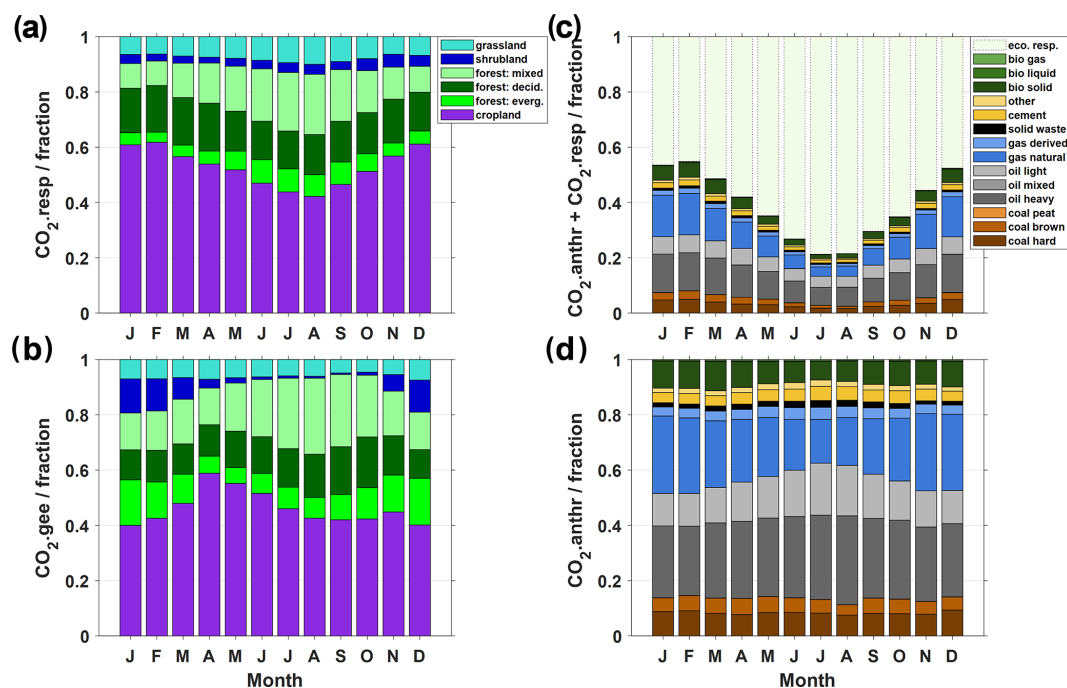 (a)
CO2.resp / fraction
1
0.8
0.6
0.4
0.2
0
grassland
shrubland
forest: mixed
forest: decid.
forest: everg.
cropland
J F M A M J J A S O N D
(c)
CO2.anthr + CO2.resp / fraction
1
0.8
0.6
0.4
0.2
0
eco. resp.
bio gas
bio liquid
bio solid
other
cement
solid waste
gas derived
gas natural
oil light
oil mixed
oil heavy
coal peat
coal brown
coal hard
J F M A M J J A S O N D
Month
(b)
CO2.gee / fraction
1
0.8
0.6
0.4
0.2
0
J F M A M J J A S O N D
Month
(d)
CO2.anthr / fraction
1
0.8
0.6
0.4
0.2
0
J F M A M J J A S O N D
Month